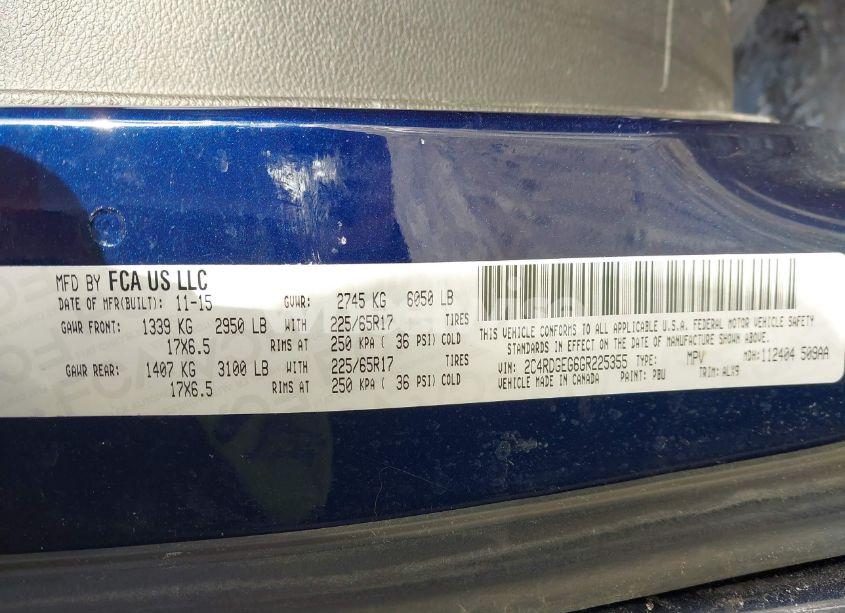 MFD BY FCA US LLC
DATE OF MFR(BUILT): 11-15 GVWR: 2745 KG 6050 LB
GAWR FRONT: 1339 KG 2950 LB WITH 225/65R17 TIRES
17X6.5 RIMS AT 250 KPA ( 36 PSI) COLD
GAWR REAR: 1407 KG 3100 LB WITH 225/65R17 TIRES
17X6.5 RIMS AT 250 KPA ( 36 PSI) COLD
THIS VEHICLE CONFORMS TO ALL APPLICABLE U.S.A. FEDERAL MOTOR VEHICLE SAFETY
STANDARDS IN EFFECT ON THE DATE OF MANUFACTURE SHOWN ABOVE.
VIN: 2C4RDGEG6GR225355 TYPE: MPV MDH: 112404 509AA
VEHICLE MADE IN CANADA PAINT: PBU TRIM: ALX9